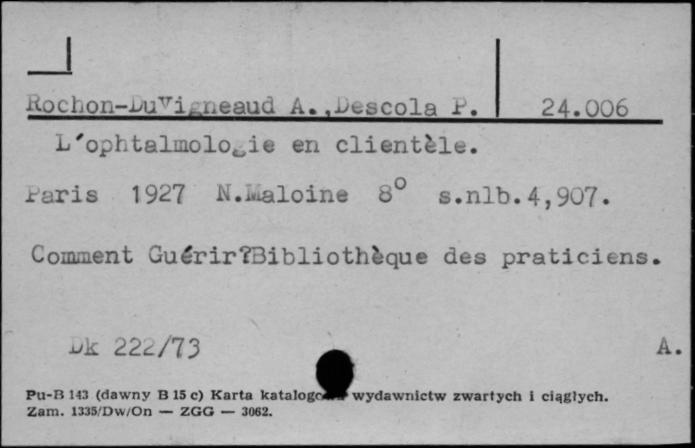 Rochon-DuVigneaud A.,Descola P. 24.006
L'ophtalmologie en clientèle.
Paris 1927 N.Maloine 8° s.nlb.4,907.
Comment Guérir?Bibliothèque des praticiens.
Dk 222/73 A.
Pu-B 143 (dawny B 15 c) Karta katalogowa wydawnictw zwartych i ciągłych.
Zam. 1335/Dw/On — ZGG — 3062.